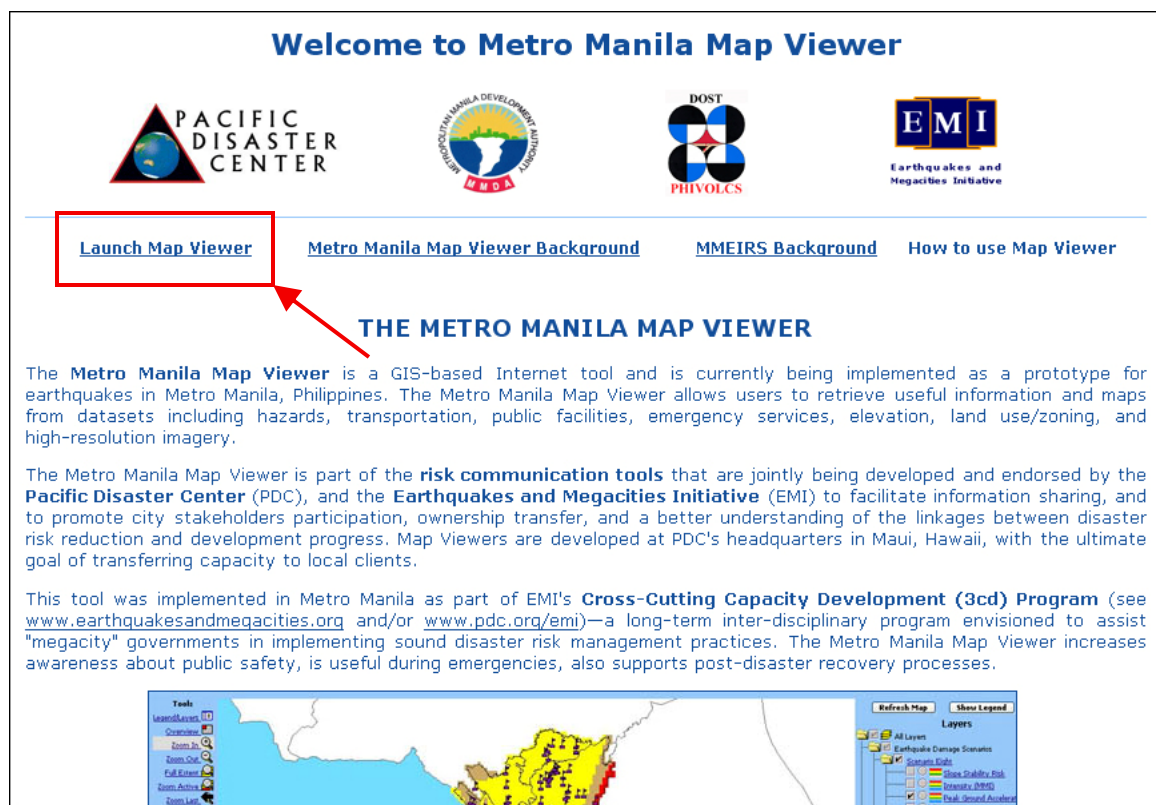 Welcome to Metro Manila Map Viewer
PACIFIC
DISASTER
CENTER
METROPOLITAN MANILA DEVELOPMENT AUTHORITY
MMDA
DOST
PHIVOLCS
EMI
Earthquakes and
Megacities Initiative
Launch Map Viewer Metro Manila Map Viewer Background MMEIRS Background How to use Map Viewer
THE METRO MANILA MAP VIEWER
The Metro Manila Map Viewer is a GIS-based Internet tool and is currently being implemented as a prototype for
earthquakes in Metro Manila, Philippines. The Metro Manila Map Viewer allows users to retrieve useful information and maps
from datasets including hazards, transportation, public facilities, emergency services, elevation, land use/zoning, and
high-resolution imagery.
The Metro Manila Map Viewer is part of the risk communication tools that are jointly being developed and endorsed by the
Pacific Disaster Center (PDC), and the Earthquakes and Megacities Initiative (EMI) to facilitate information sharing, and
to promote city stakeholders participation, ownership transfer, and a better understanding of the linkages between disaster
risk reduction and development progress. Map Viewers are developed at PDC's headquarters in Maui, Hawaii, with the ultimate
goal of transferring capacity to local clients.
This tool was implemented in Metro Manila as part of EMI's Cross-Cutting Capacity Development (3cd) Program (see
www.earthquakesandmegacities.org and/or www.pdc.org/emi)—a long-term inter-disciplinary program envisioned to assist
"megacity" governments in implementing sound disaster risk management practices. The Metro Manila Map Viewer increases
awareness about public safety, is useful during emergencies, also supports post-disaster recovery processes.
Tools
Legend/Layers
Overview
Zoom In
Zoom Out
Full Extent
Zoom Active
Zoom Last
Refresh Map Show Legend
Layers
All Layers
Earthquake Damage Scenarios
Scenario Eight
Slope Stability Risk
Intensity (MMI)
Peak Ground Accelerat